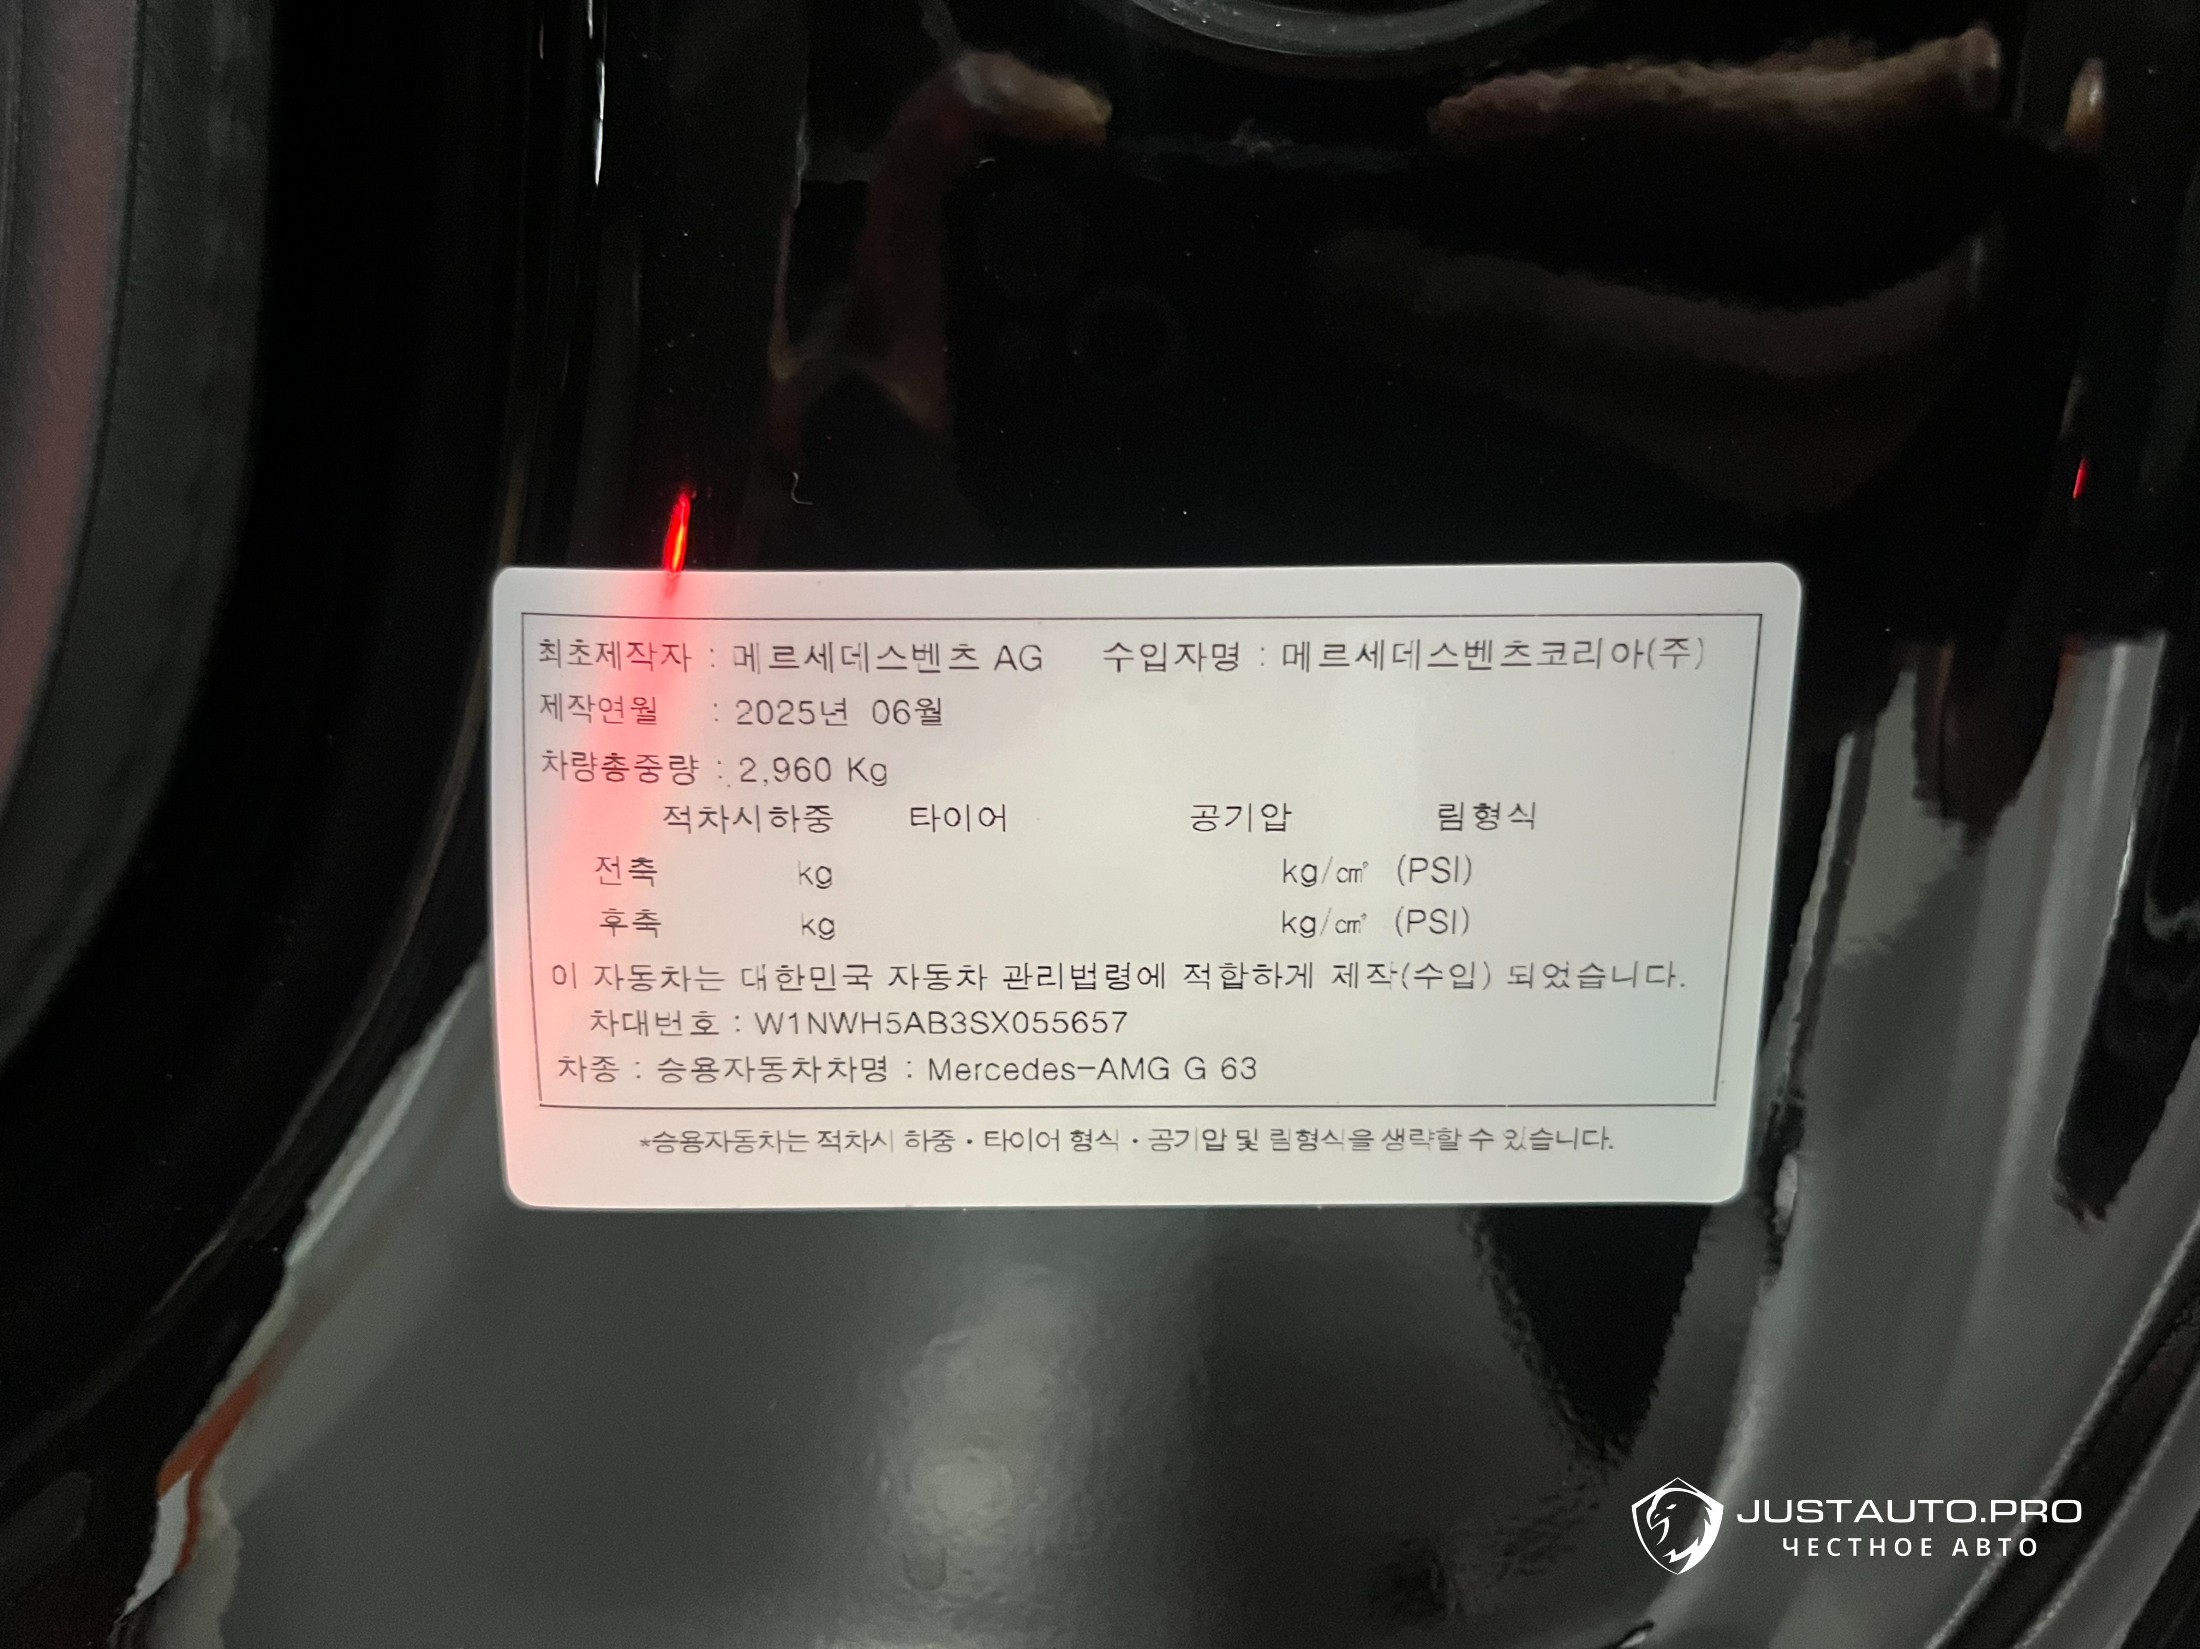 최초제작자 : 메르세데스벤츠 AG 수입자명 : 메르세데스벤츠코리아(주)
제작연월 : 2025년 06월
차량총중량 : 2,960 Kg
적차시하중 타이어 공기압 림형식
전축 kg kg/㎠ (PSI)
후축 kg kg/㎠ (PSI)
이 자동차는 대한민국 자동차 관리법령에 적합하게 제작(수입) 되었습니다.
차대번호 : W1NWH5AB3SX055657
차종 : 승용자동차차명 : Mercedes-AMG G 63
*승용자동차는 적차시 하중·타이어 형식·공기압 및 림형식을 생략할 수 있습니다.
JUSTAUTO.PRO
ЧЕСТНОЕ АВТО